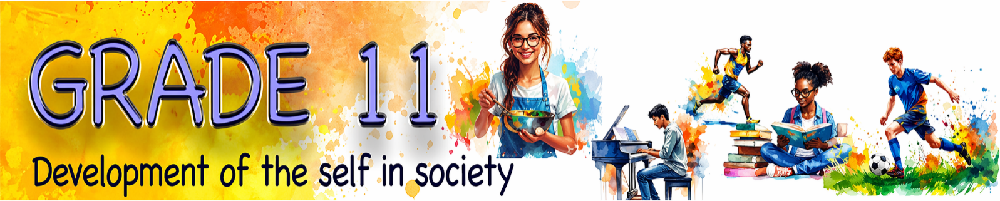 GRADE 11
Development of the self in society